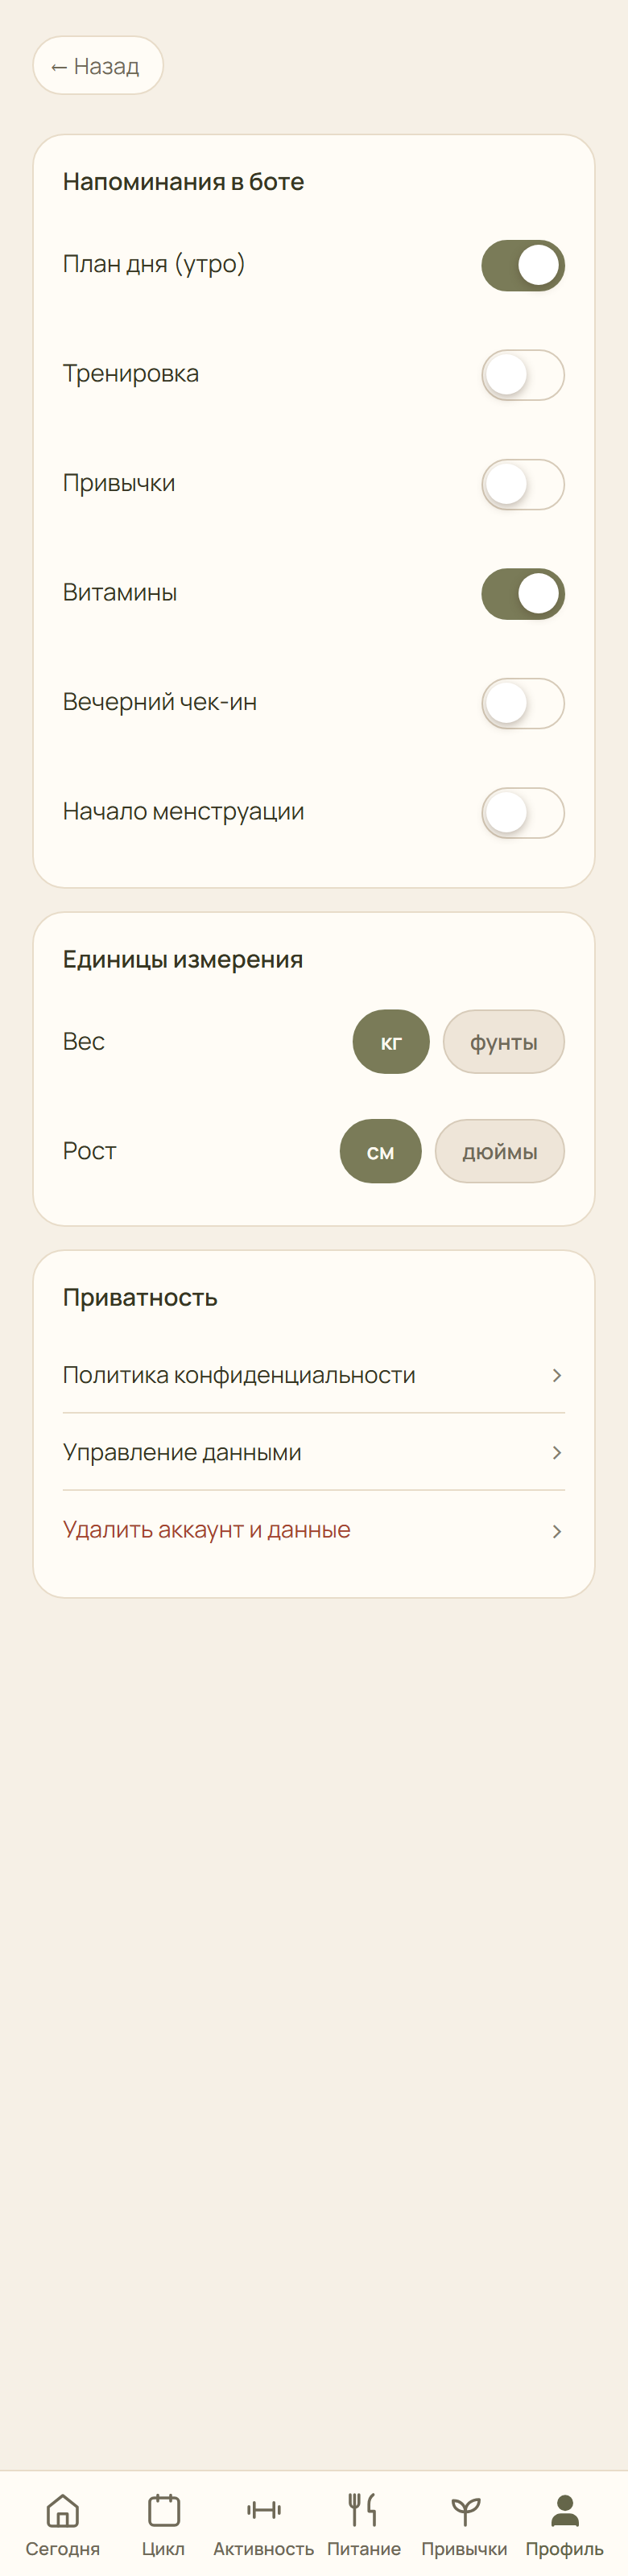 ← Назад
Напоминания в боте
План дня (утро)
Тренировка
Привычки
Витамины
Вечерний чек-ин
Начало менструации
Единицы измерения
Вес
кг
фунты
Рост
см
дюймы
Приватность
Политика конфиденциальности
Управление данными
Удалить аккаунт и данные
Сегодня
Цикл
Активность
Питание
Привычки
Профиль